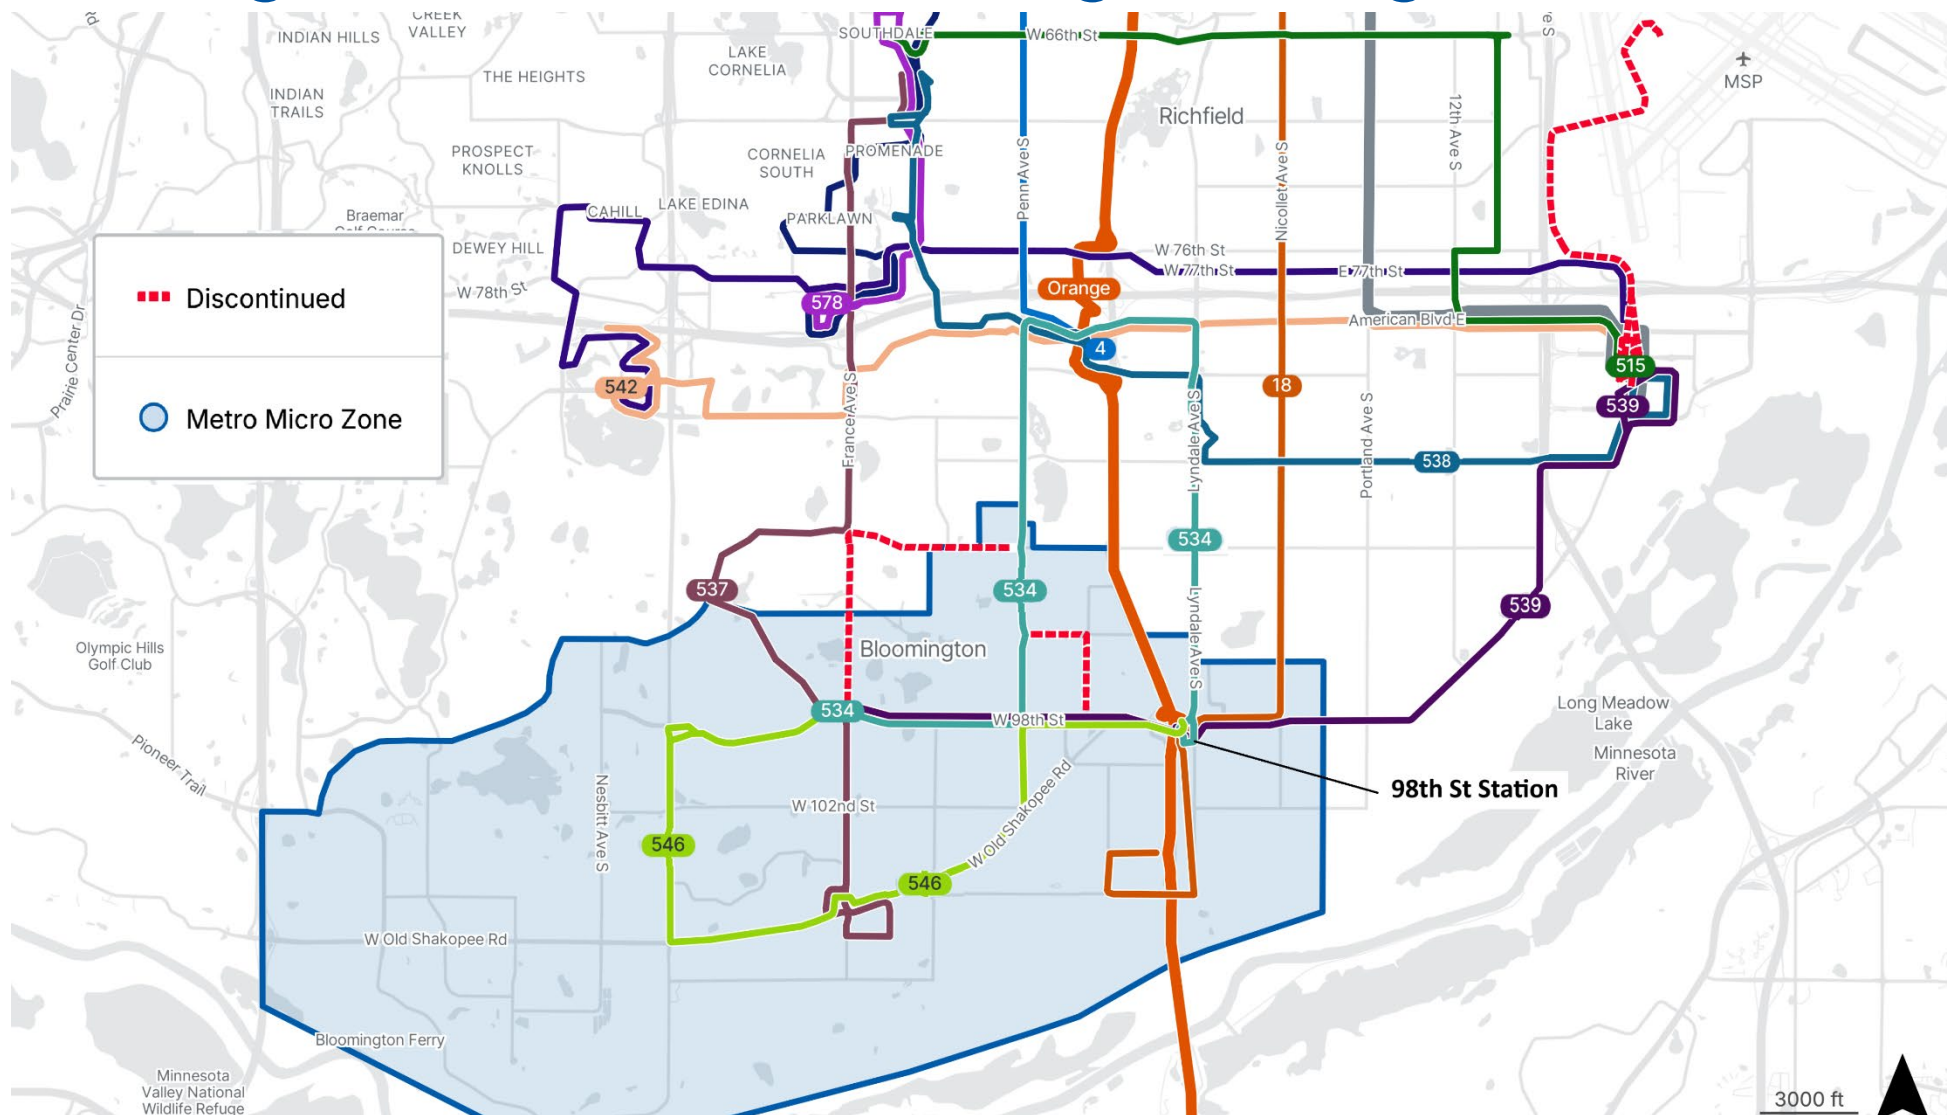 Rd
INDIAN HILLS
CREEK
VALLEY
SOUTHDALE
W 66th St
MSP
LAKE
CORNELIA
THE HEIGHTS
INDIAN
TRAILS
Richfield
12th Ave S
PROSPECT
KNOLLS
CORNELIA
SOUTH
PROMENADE
Penn Ave S
Nicollet Ave S
Braemar
Golf Course
CAHILL
LAKE EDINA
PARKLAWN
DEWEY HILL
W 76th St
W 77th St
E 77th St
W 78th St
578
Orange
American Blvd E
Discontinued
Metro Micro Zone
Prairie Center Dr
4
515
542
18
539
France Ave S
Lyndale Ave S
Portland Ave S
538
534
537
534
539
Olympic Hills
Golf Club
Bloomington
Lyndale Ave S
534
W 98th St
Long Meadow
Lake
Minnesota
River
Pioneer Trail
Nesbitt Ave S
W 102nd St
W Old Shakopee Rd
98th St Station
546
546
W Old Shakopee Rd
Bloomington Ferry
Minnesota
Valley National
Wildlife Refuge
3000 ft